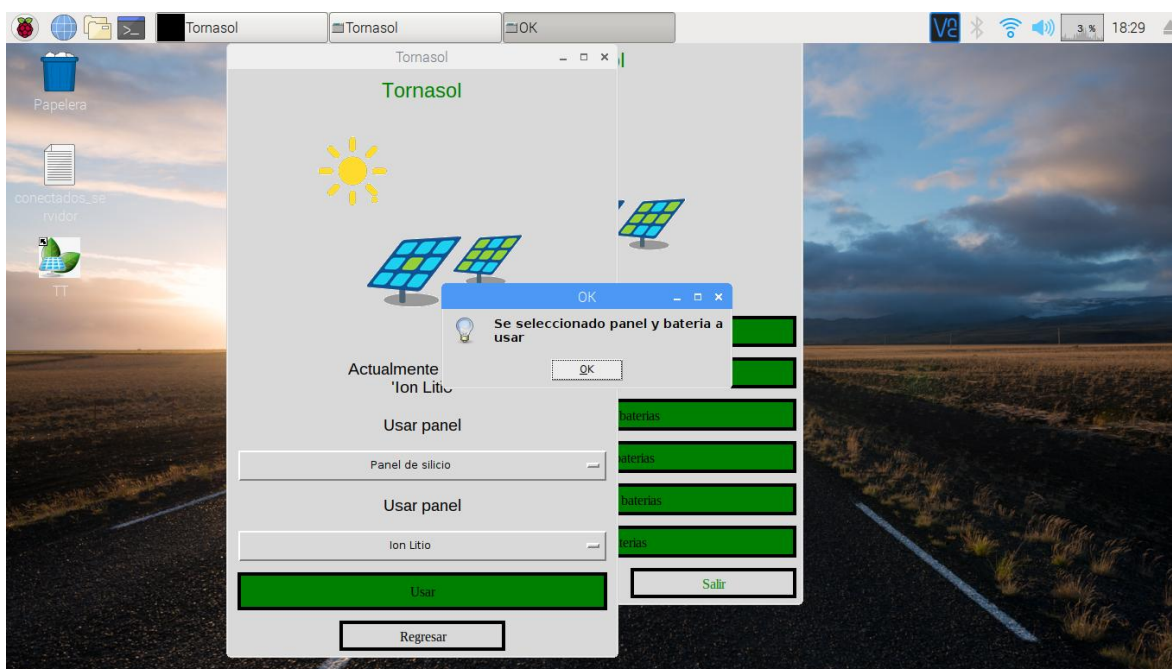 Tornasol
Tornasol
OK
3 %
18:29
Papelera
conectados_se
rvidor
TT
Tornasol
Tornasol
OK
Se seleccionado panel y bateria a
usar
OK
Actualmente
'Ion Litio
Usar panel
Panel de silicio
Usar panel
Ion Litio
Usar
Regresar
baterias
baterias
baterias
Salir